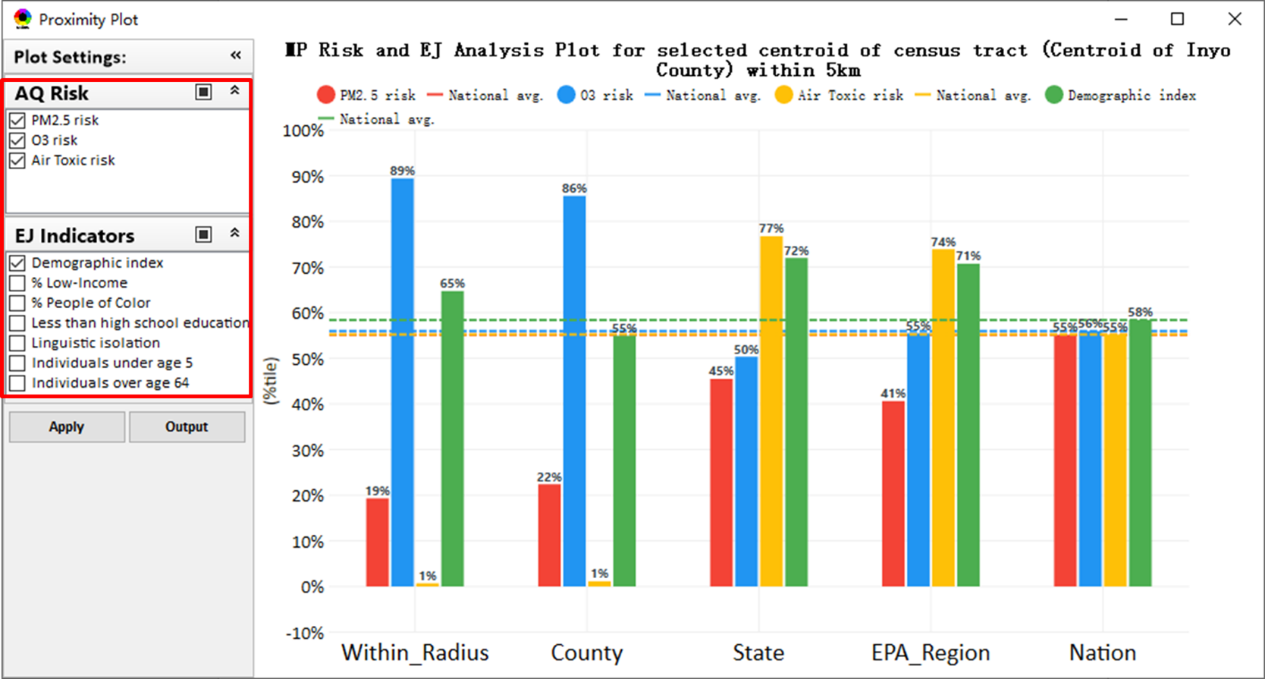 Proximity Plot
Plot Settings:
AQ Risk
PM2.5 risk
O3 risk
Air Toxic risk
EJ Indicators
Demographic index
% Low-Income
% People of Color
Less than high school education
Linguistic isolation
Individuals under age 5
Individuals over age 64
Apply Output
MP Risk and EJ Analysis Plot for selected centroid of census tract (Centroid of Inyo
County) within 5km
PM2.5 risk National avg. O3 risk National avg. Air Toxic risk National avg. Demographic index
National avg.
(%tile)
100%
90%
80%
70%
60%
50%
40%
30%
20%
10%
0%
-10%
19% 89% 1% 65%
22% 86% 1% 55%
45% 50% 77% 72%
41% 55% 74% 71%
55% 56% 55% 58%
Within_Radius County State EPA_Region Nation